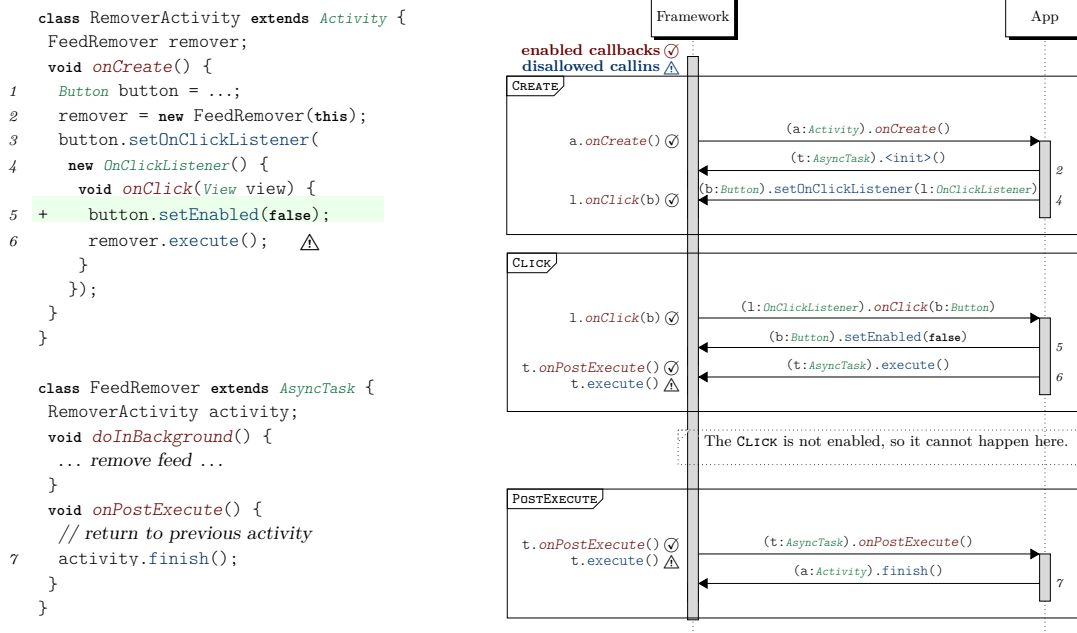 class RemoverActivity extends Activity {
FeedRemover remover;
void onCreate() {
1 Button button = ...;
2 remover = new FeedRemover(this);
3 button.setOnClickListener(
4 new OnClickListener() {
void onClick(View view) {
5 + button.setEnabled(false);
6 remover.execute(); ⚠
}
});
}
}
class FeedRemover extends AsyncTask {
RemoverActivity activity;
void doInBackground() {
... remove feed ...
}
void onPostExecute() {
// return to previous activity
7 activity.finish();
}
}
Framework
App
enabled callbacks ✓
disallowed callins ⚠
CREATE
a.onCreate() ✓
(a:Activity).onCreate()
(t:AsyncTask).<init>()
2
(b:Button).setOnClickListener(l:OnClickListener)
l.onClick(b) ✓
4
CLICK
(l:OnClickListener).onClick(b:Button)
l.onClick(b) ✓
(b:Button).setEnabled(false)
5
(t:AsyncTask).execute()
t.onPostExecute() ✓
t.execute() ⚠
6
The CLICK is not enabled, so it cannot happen here.
POSTEXECUTE
(t:AsyncTask).onPostExecute()
t.onPostExecute() ✓
t.execute() ⚠
(a:Activity).finish()
7